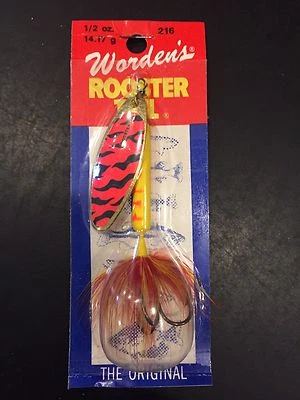 1/2 oz. 216
14.17 g
Worden's®
ROOSTER
TAIL®
THE ORIGINAL